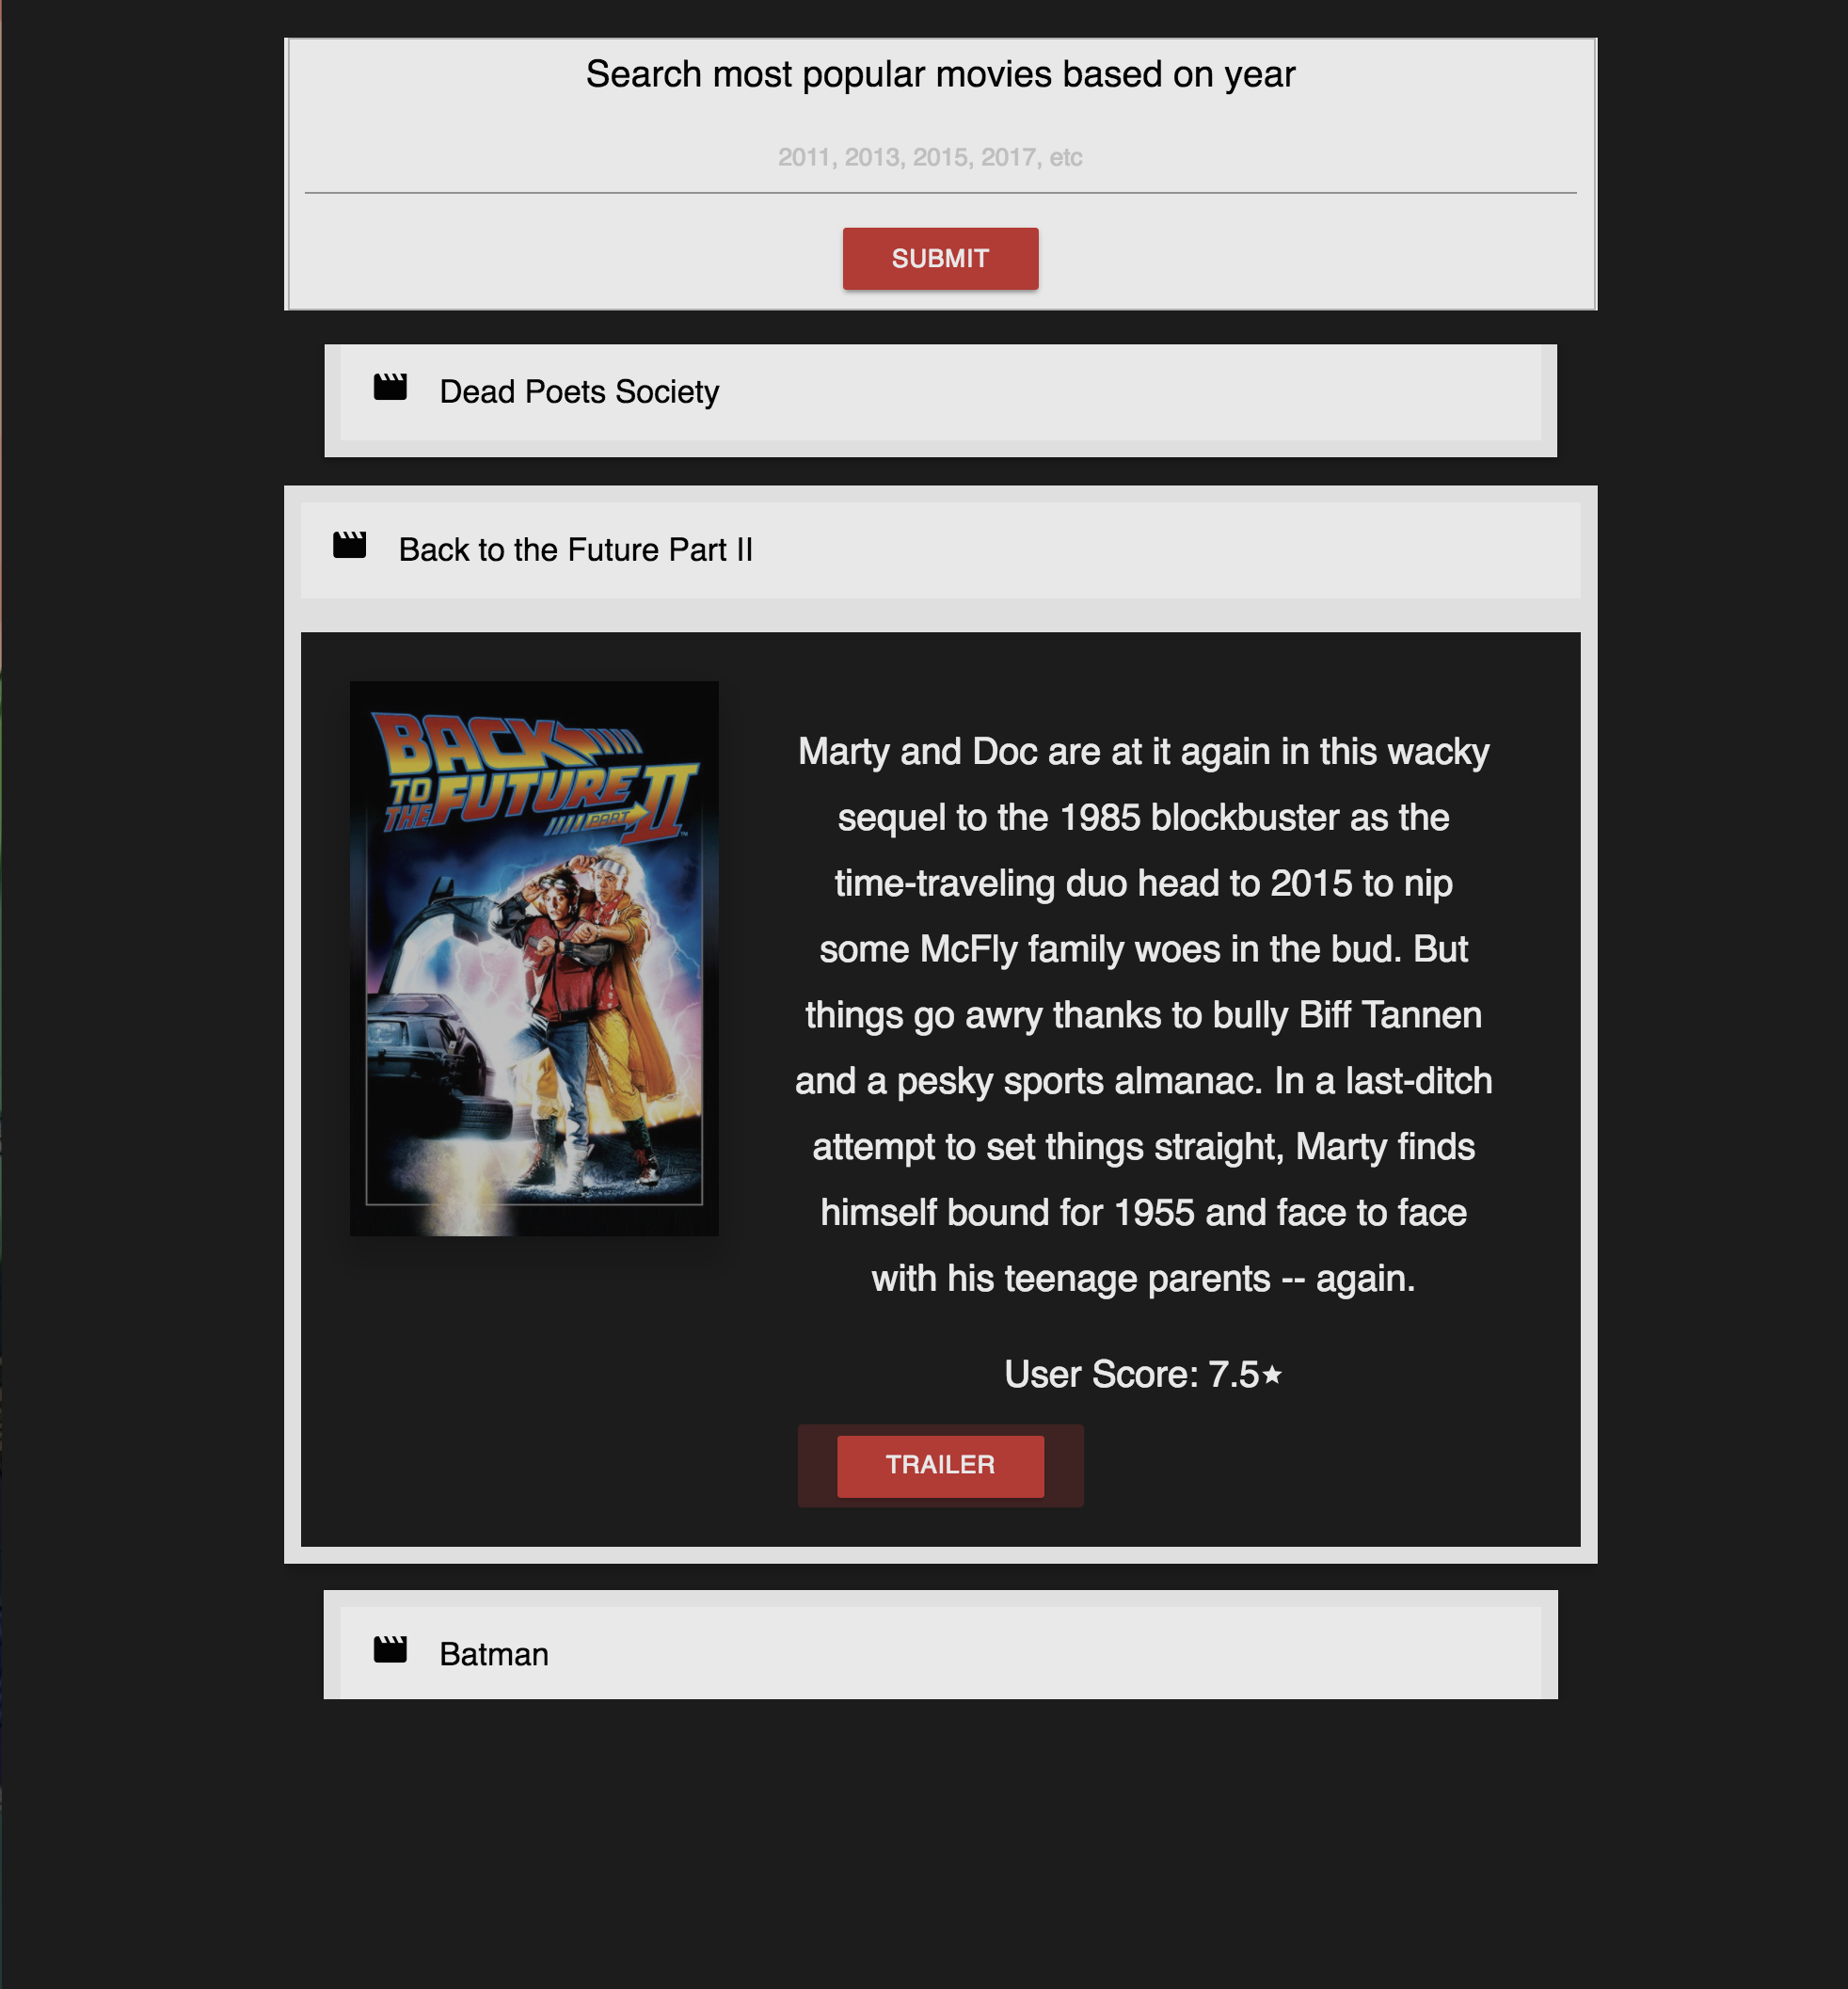 Search most popular movies based on year
2011, 2013, 2015, 2017, etc
SUBMIT
Dead Poets Society
Back to the Future Part II
BACK
TO
THE FUTURE
PART II
™
Marty and Doc are at it again in this wacky
sequel to the 1985 blockbuster as the
time-traveling duo head to 2015 to nip
some McFly family woes in the bud. But
things go awry thanks to bully Biff Tannen
and a pesky sports almanac. In a last-ditch
attempt to set things straight, Marty finds
himself bound for 1955 and face to face
with his teenage parents -- again.
User Score: 7.5★
TRAILER
Batman